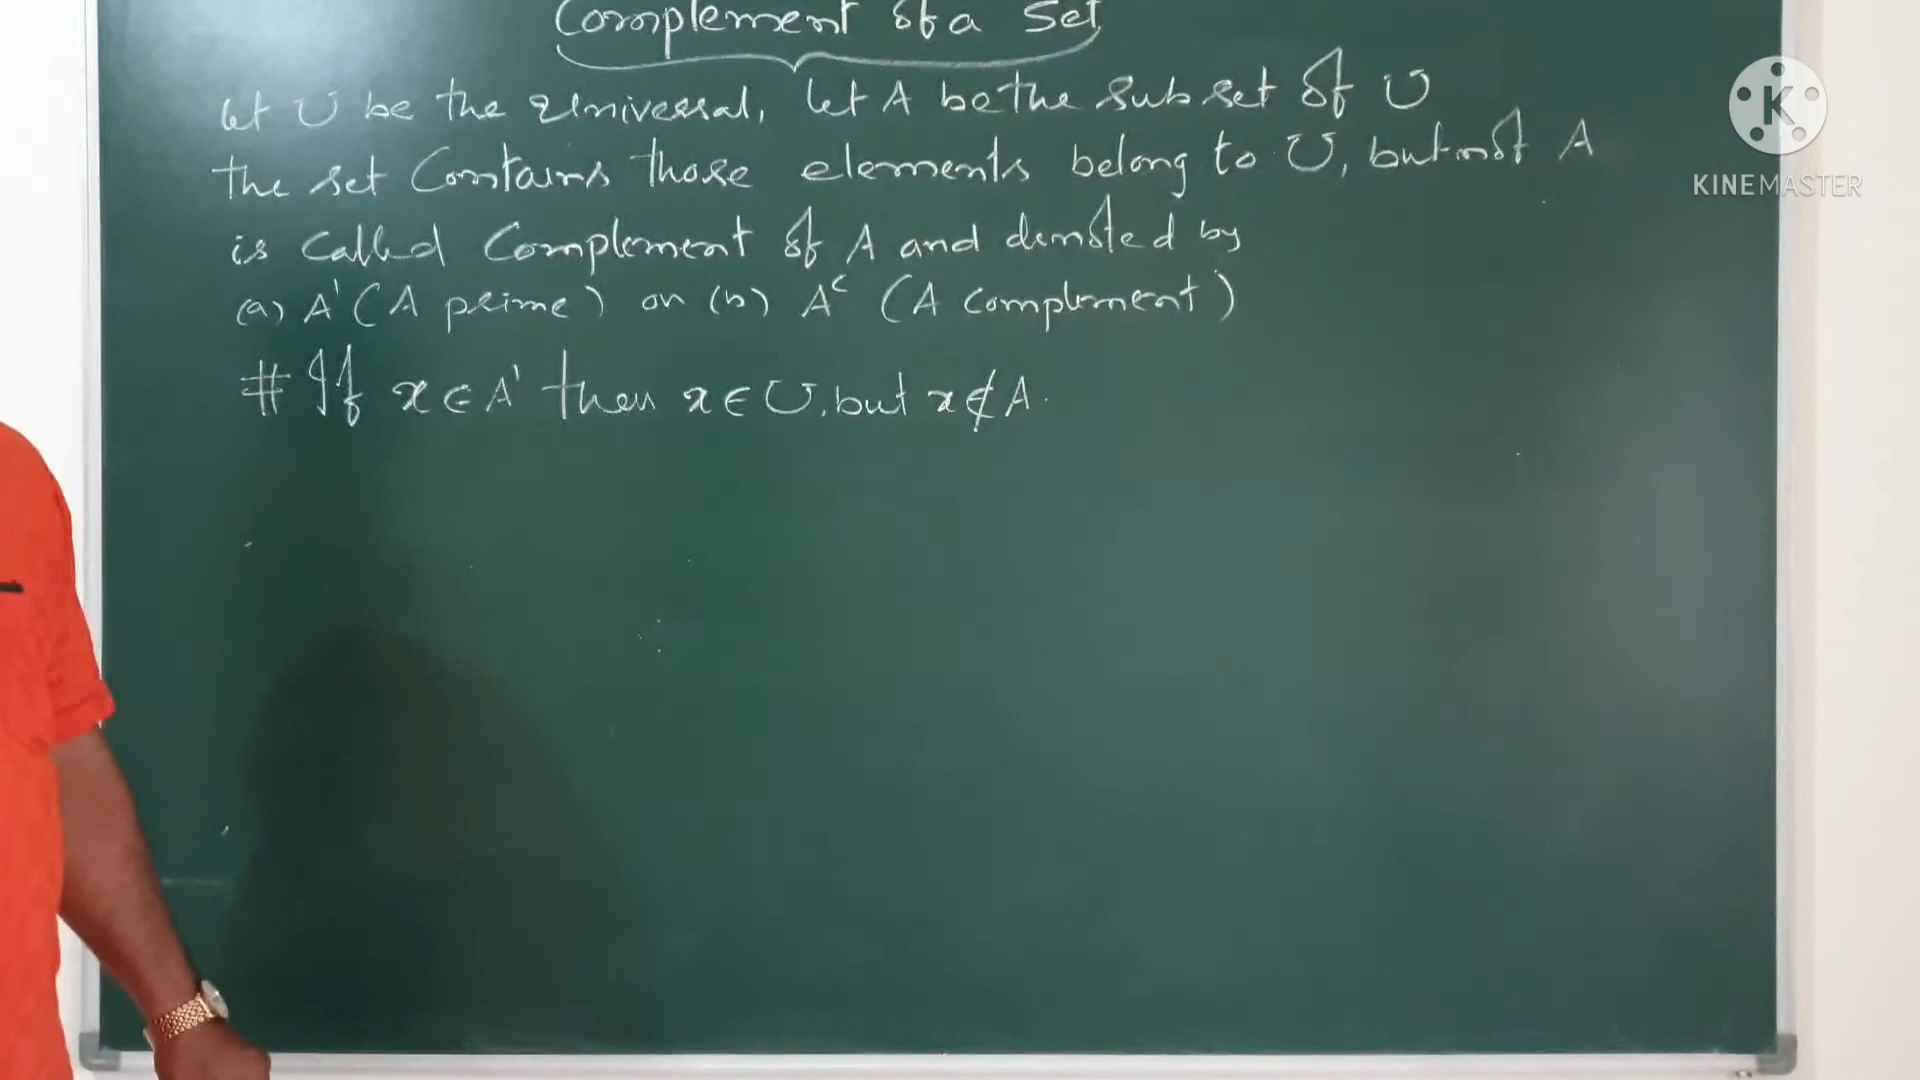 Complement of a Set
let U be the Universal, let A be the subset of U
K
the set Contains those elements belong to U, but not A
KINEMASTER
is called Complement of A and denoted by
(a) A' (A prime) or (b) Aᶜ (A complement)
# If x ∈ A' then x ∈ U, but x ∉ A.